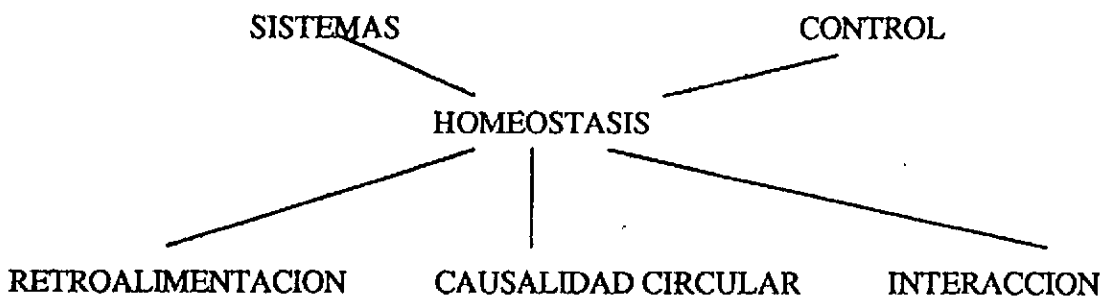 SISTEMAS CONTROL
HOMEOSTASIS
RETROALIMENTACION CAUSALIDAD CIRCULAR INTERACCION